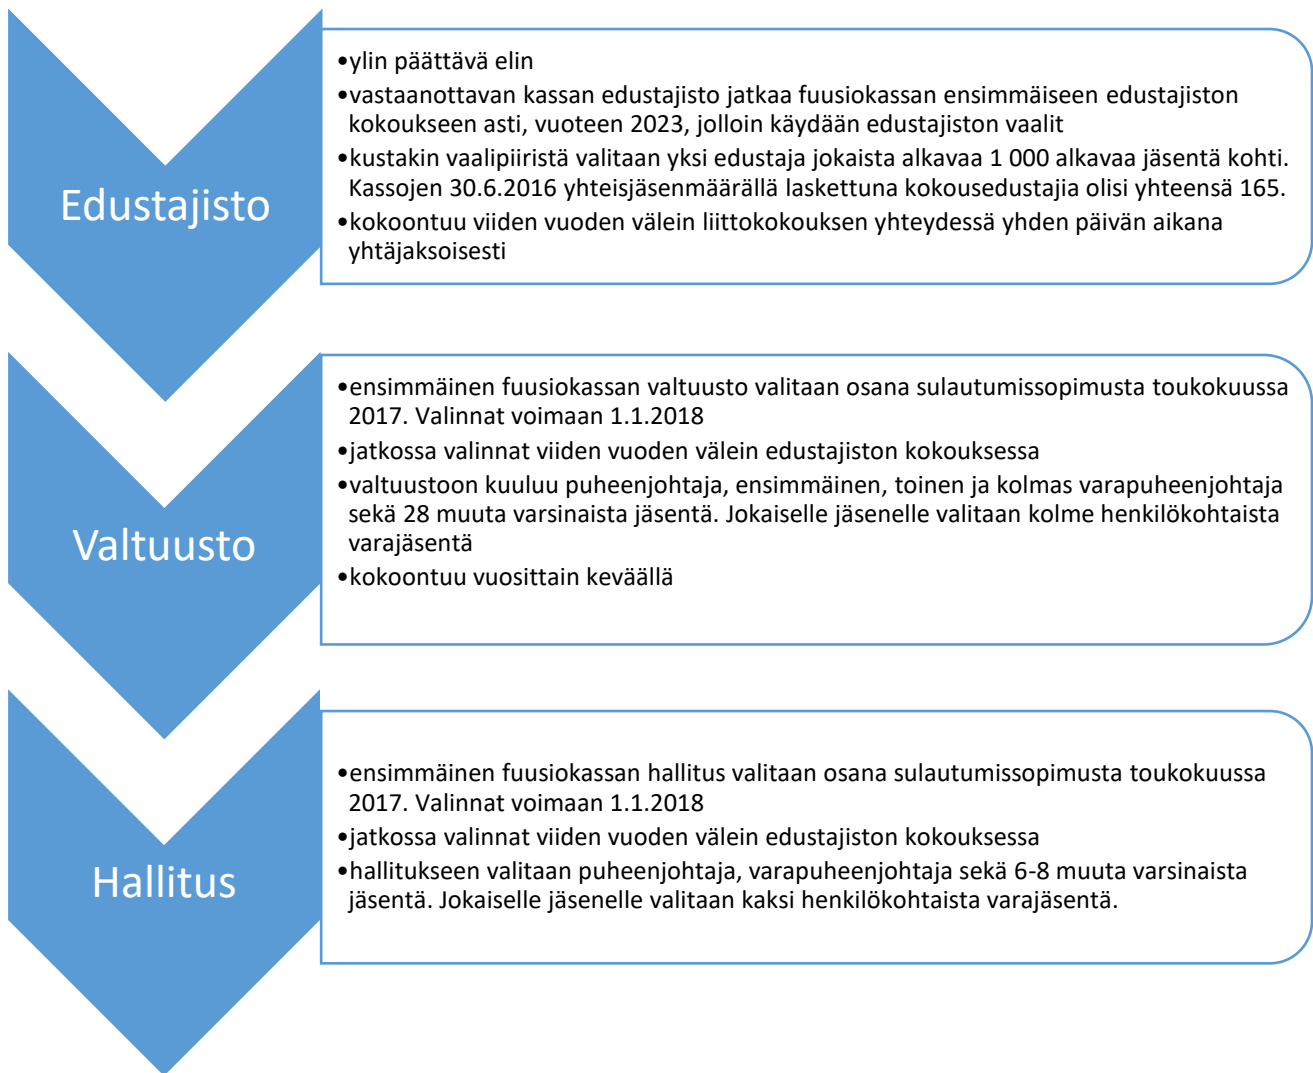 Edustajisto
•ylin päättävä elin
•vastaanottavan kassan edustajisto jatkaa fuusiokassan ensimmäiseen edustajiston
kokoukseen asti, vuoteen 2023, jolloin käydään edustajiston vaalit
•kustakin vaalipiiristä valitaan yksi edustaja jokaista alkavaa 1 000 alkavaa jäsentä kohti.
Kassojen 30.6.2016 yhteisjäsenmäärällä laskettuna kokousedustajia olisi yhteensä 165.
•kokoontuu viiden vuoden välein liittokokouksen yhteydessä yhden päivän aikana
yhtäjaksoisesti
Valtuusto
•ensimmäinen fuusiokassan valtuusto valitaan osana sulautumissopimusta toukokuussa
2017. Valinnat voimaan 1.1.2018
•jatkossa valinnat viiden vuoden välein edustajiston kokouksessa
•valtuustoon kuuluu puheenjohtaja, ensimmäinen, toinen ja kolmas varapuheenjohtaja
sekä 28 muuta varsinaista jäsentä. Jokaiselle jäsenelle valitaan kolme henkilökohtaista
varajäsentä
•kokoontuu vuosittain keväällä
Hallitus
•ensimmäinen fuusiokassan hallitus valitaan osana sulautumissopimusta toukokuussa
2017. Valinnat voimaan 1.1.2018
•jatkossa valinnat viiden vuoden välein edustajiston kokouksessa
•hallitukseen valitaan puheenjohtaja, varapuheenjohtaja sekä 6-8 muuta varsinaista
jäsentä. Jokaiselle jäsenelle valitaan kaksi henkilökohtaista varajäsentä.